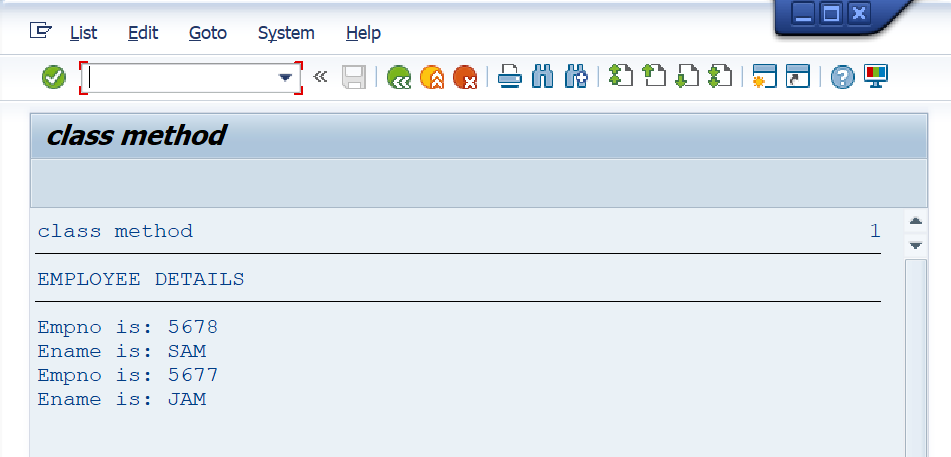 List Edit Goto System Help
class method
class method 1
EMPLOYEE DETAILS
Empno is: 5678
Ename is: SAM
Empno is: 5677
Ename is: JAM